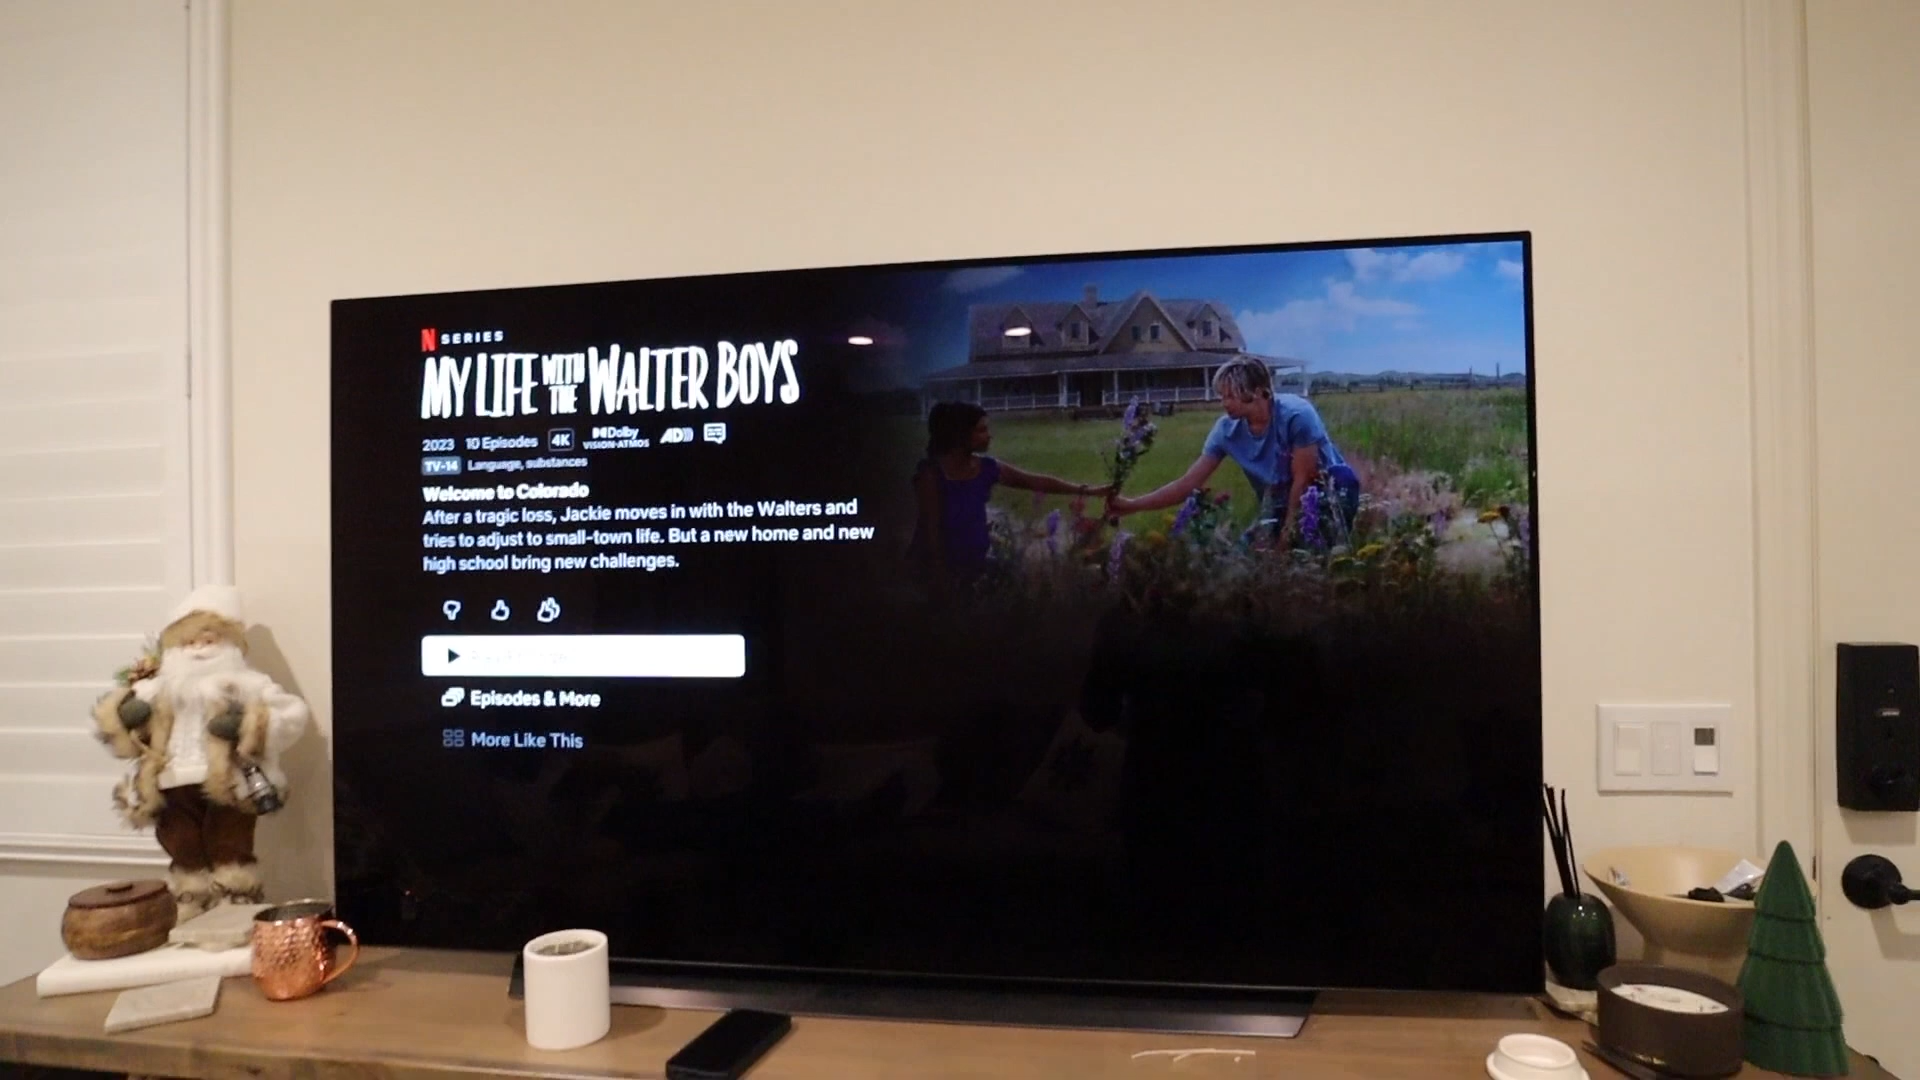 N SERIES
MY LIFE WITH THE WALTER BOYS
2023 10 Episodes 4K Dolby VISION·ATMOS AD
TV-14 Language, substances
Welcome to Colorado
After a tragic loss, Jackie moves in with the Walters and
tries to adjust to small-town life. But a new home and new
high school bring new challenges.
Episodes & More
More Like This